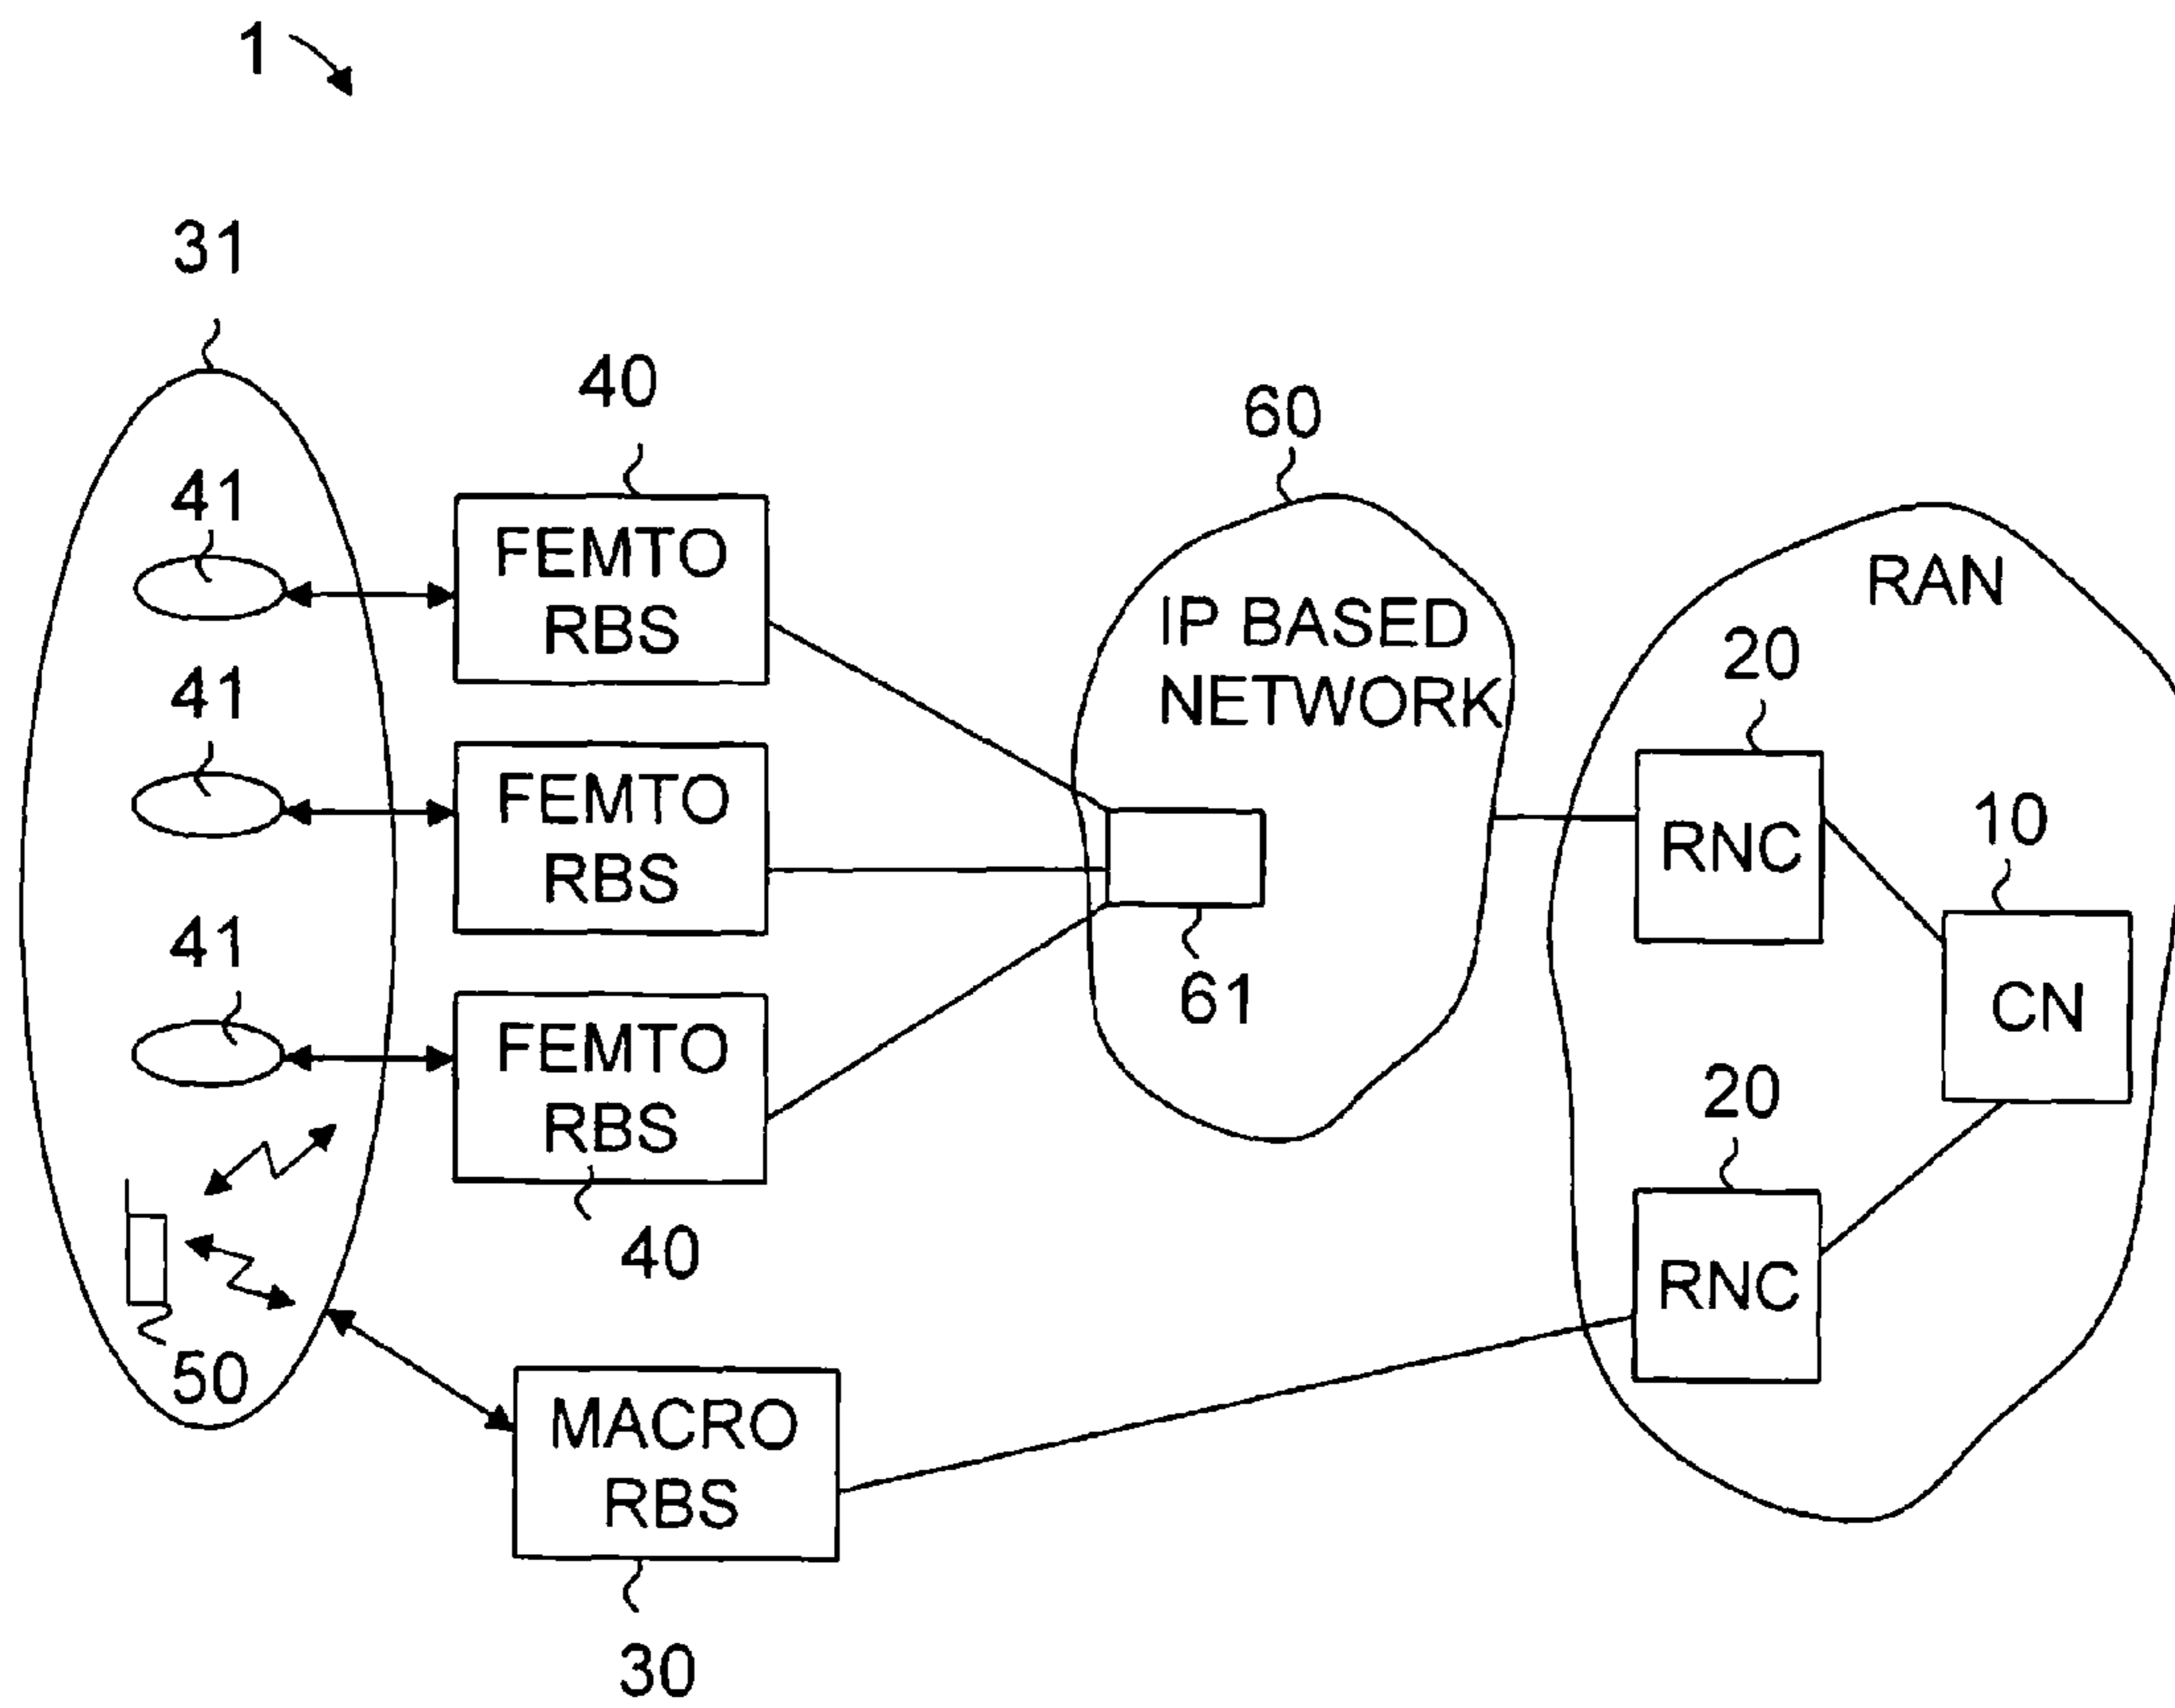 1
31
40
60
41
FEMTO
RBS
RAN
IP BASED
NETWORK
20
41
FEMTO
RBS
RNC
10
41
61
CN
FEMTO
RBS
20
40
RNC
50
MACRO
RBS
30